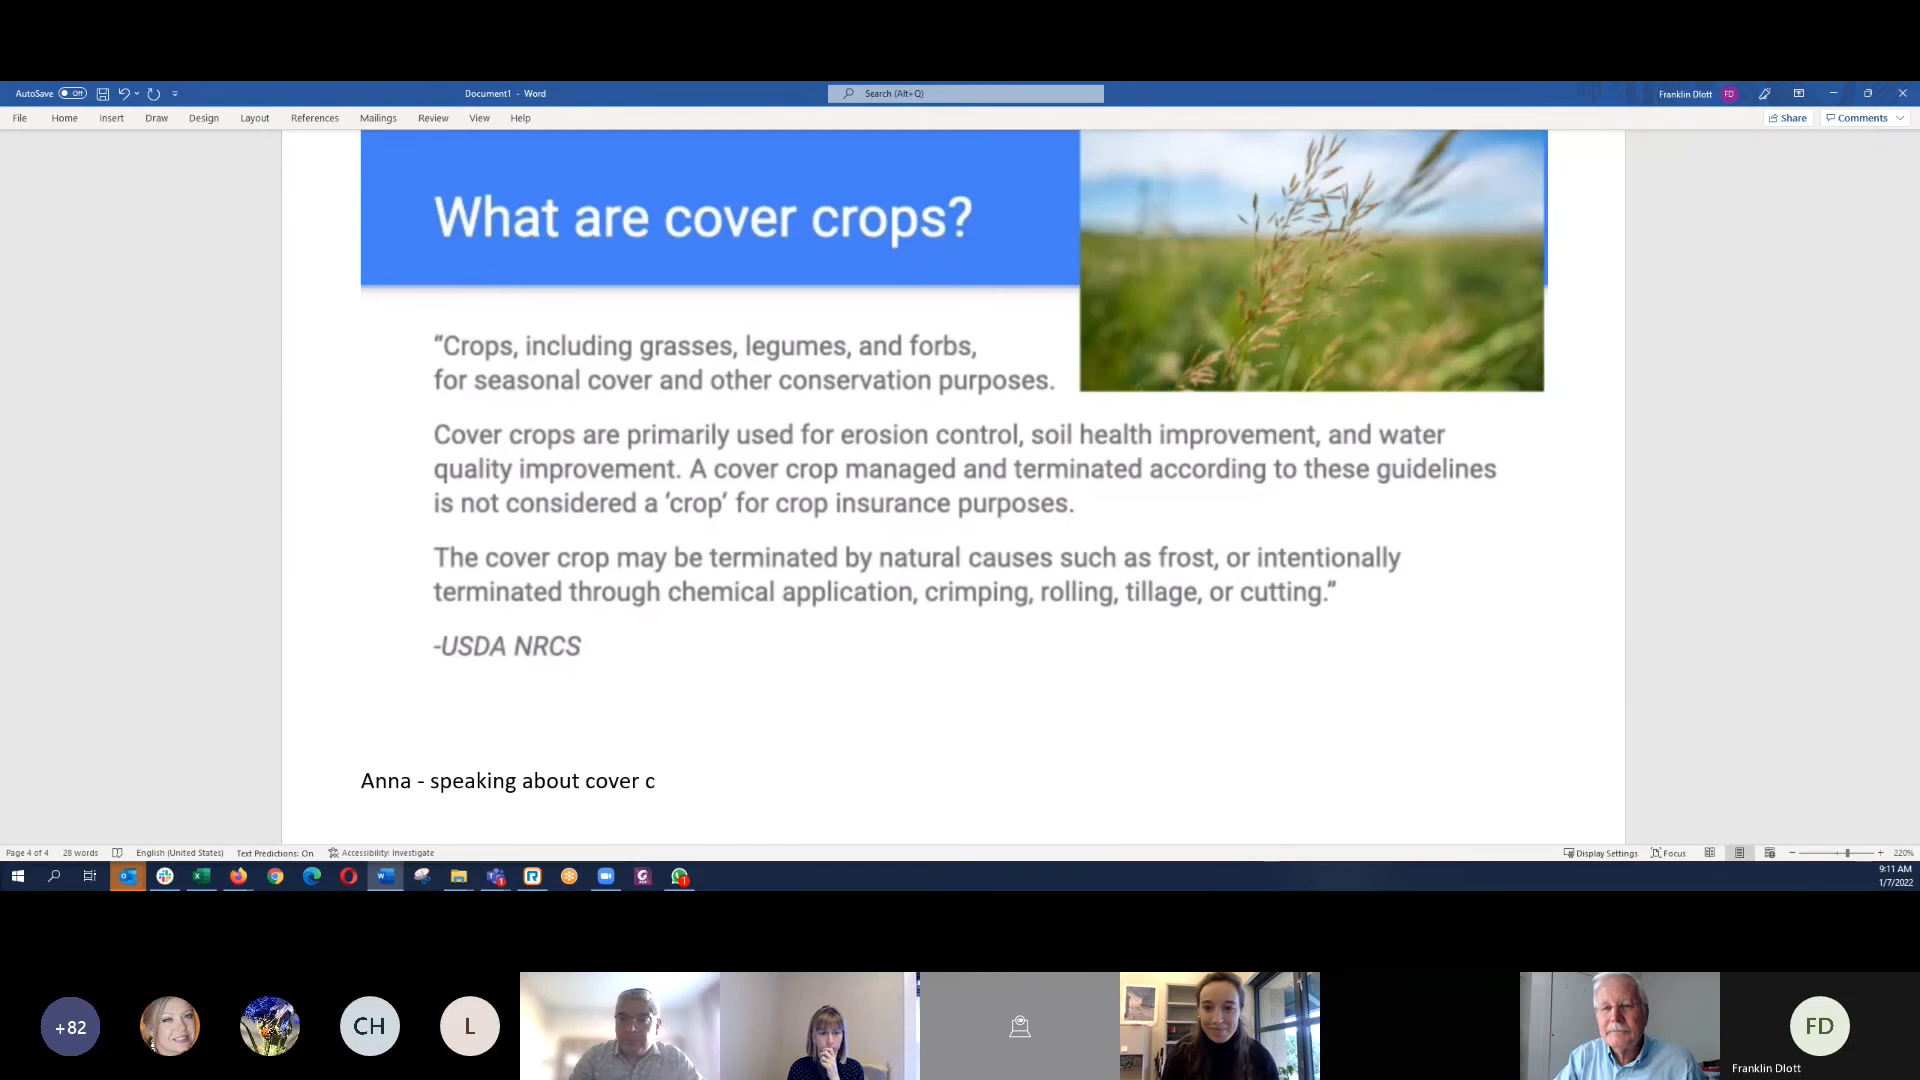 AutoSave Off
Document1 - Word
Search (Alt+Q)
Franklin Dlott FD
File Home Insert Draw Design Layout References Mailings Review View Help
Share Comments
What are cover crops?
“Crops, including grasses, legumes, and forbs,
for seasonal cover and other conservation purposes.
Cover crops are primarily used for erosion control, soil health improvement, and water
quality improvement. A cover crop managed and terminated according to these guidelines
is not considered a ‘crop’ for crop insurance purposes.
The cover crop may be terminated by natural causes such as frost, or intentionally
terminated through chemical application, crimping, rolling, tillage, or cutting.”
-USDA NRCS
Anna - speaking about cover c
Page 4 of 4 28 words English (United States) Text Predictions: On Accessibility: Investigate
Display Settings Focus 220%
9:11 AM
1/7/2022
+82
CH
L
FD
Franklin Dlott